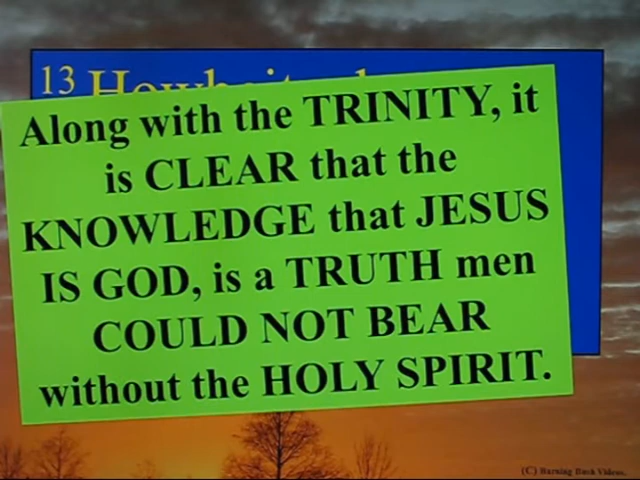 13 Howbeit
Along with the TRINITY, it
is CLEAR that the
KNOWLEDGE that JESUS
IS GOD, is a TRUTH men
COULD NOT BEAR
without the HOLY SPIRIT.
(C) Burning Bush Videos.